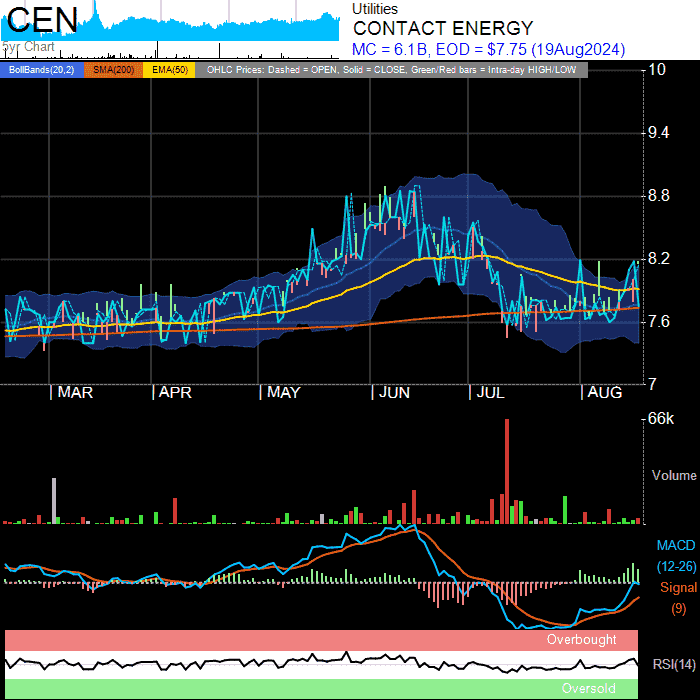 CEN
5yr Chart
Utilities
CONTACT ENERGY
MC = 6.1B, EOD = $7.75 (19Aug2024)
BollBands(20,2) SMA(200) EMA(50) OHLC Prices: Dashed = OPEN, Solid = CLOSE, Green/Red bars = Intra-day HIGH/LOW
10
9.4
8.8
8.2
7.6
7
MAR APR MAY JUN JUL AUG
66k
Volume
MACD
(12-26)
Signal
(9)
Overbought
RSI(14)
Oversold